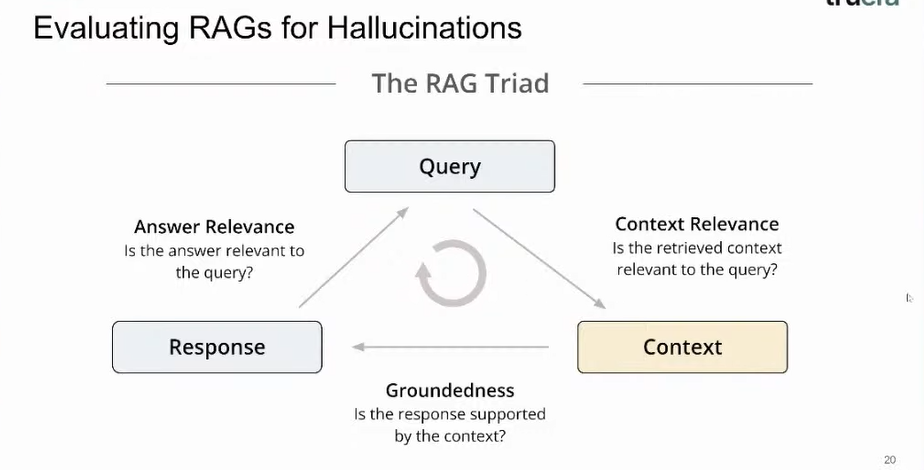 Evaluating RAGs for Hallucinations
The RAG Triad
Query
Answer Relevance
Is the answer relevant to
the query?
Context Relevance
Is the retrieved context
relevant to the query?
Response
Context
Groundedness
Is the response supported
by the context?
20